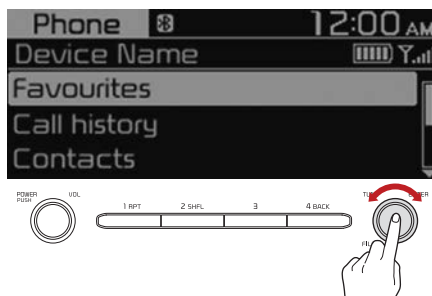 Phone 12:00 AM
Device Name
Favourites
Call history
Contacts
POWER PUSH VOL 1 RPT 2 SHFL 3 4 BACK